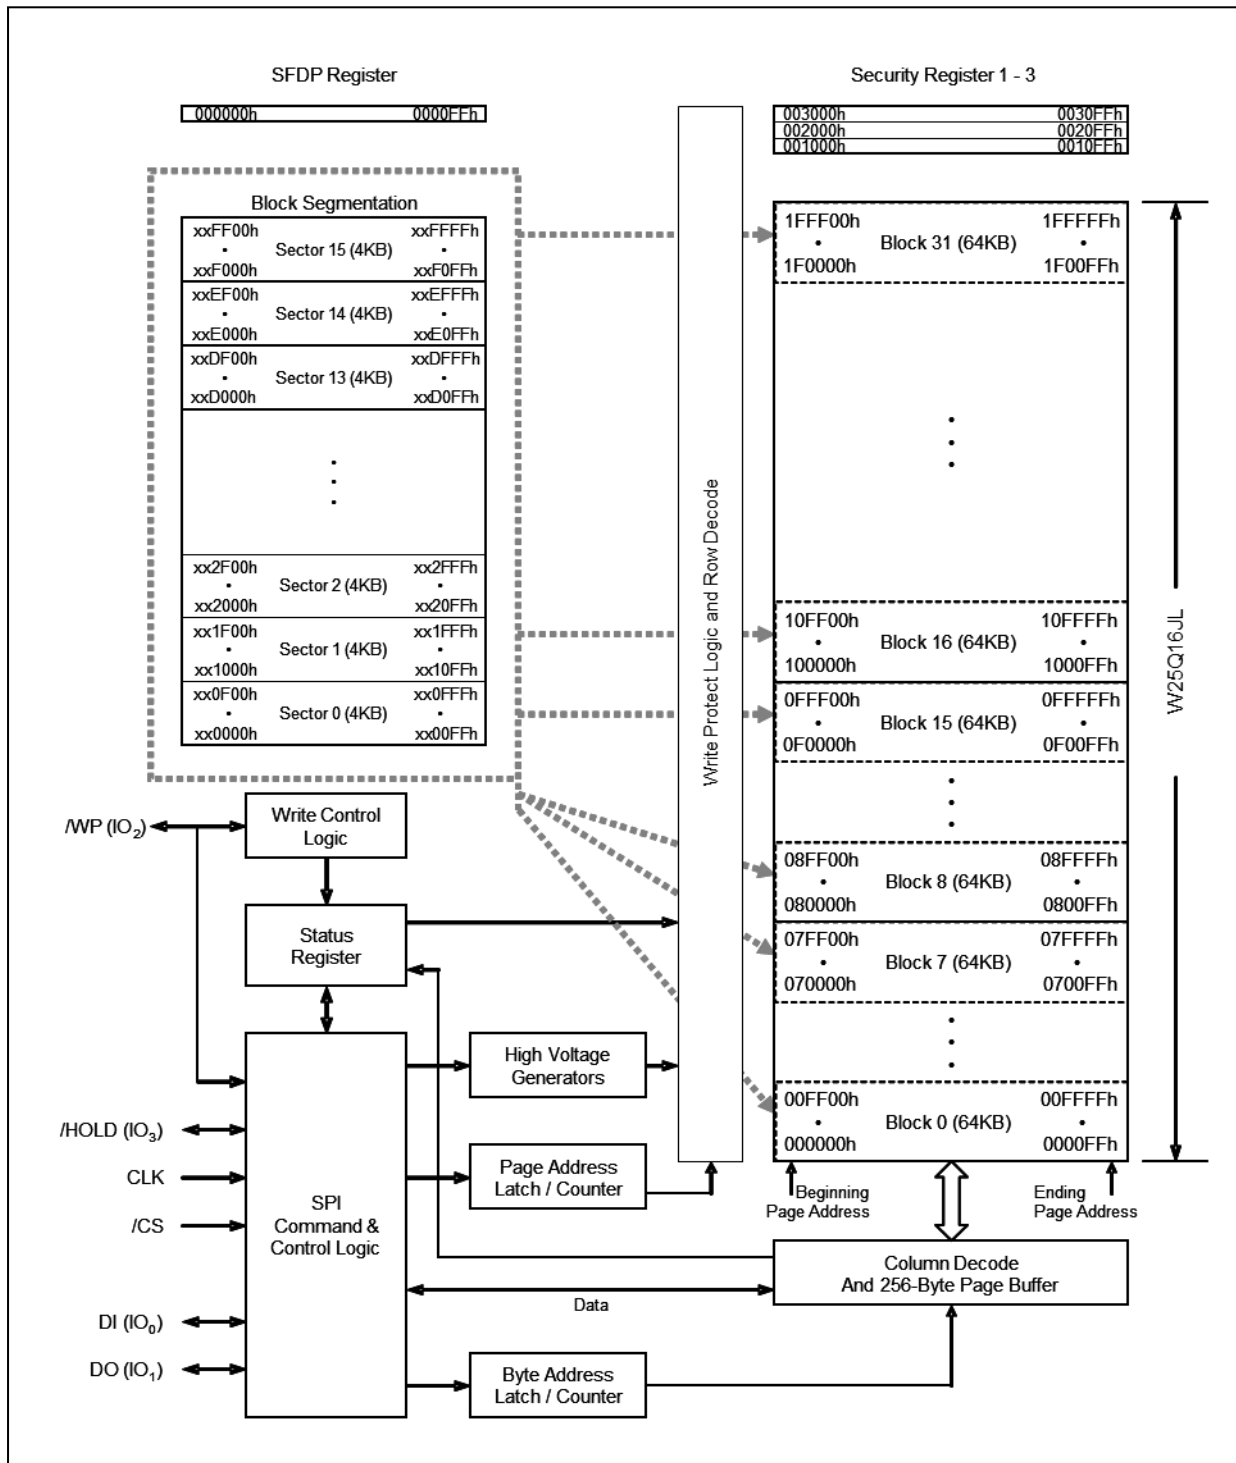 SFDP Register
000000h 0000FFh
Security Register 1 - 3
003000h 0030FFh
002000h 0020FFh
001000h 0010FFh
Block Segmentation
xxFF00h xxFFFFh
Sector 15 (4KB)
xxF000h xxF0FFh
xxEF00h xxEFFFh
Sector 14 (4KB)
xxE000h xxE0FFh
xxDF00h xxDFFFh
Sector 13 (4KB)
xxD000h xxD0FFh
xx2F00h xx2FFFh
Sector 2 (4KB)
xx2000h xx20FFh
xx1F00h xx1FFFh
Sector 1 (4KB)
xx1000h xx10FFh
xx0F00h xx0FFFh
Sector 0 (4KB)
xx0000h xx00FFh
Write Protect Logic and Row Decode
1FFF00h 1FFFFFh
Block 31 (64KB)
1F0000h 1F00FFh
10FF00h 10FFFFh
Block 16 (64KB)
100000h 1000FFh
0FFF00h 0FFFFFh
Block 15 (64KB)
0F0000h 0F00FFh
08FF00h 08FFFFh
Block 8 (64KB)
080000h 0800FFh
07FF00h 07FFFFh
Block 7 (64KB)
070000h 0700FFh
00FF00h 00FFFFh
Block 0 (64KB)
000000h 0000FFh
W25Q16JL
Beginning
Page Address
Ending
Page Address
/WP (IO2)
Write Control
Logic
Status
Register
High Voltage
Generators
/HOLD (IO3)
CLK
/CS
SPI
Command &
Control Logic
Page Address
Latch / Counter
Column Decode
And 256-Byte Page Buffer
Data
DI (IO0)
DO (IO1)
Byte Address
Latch / Counter